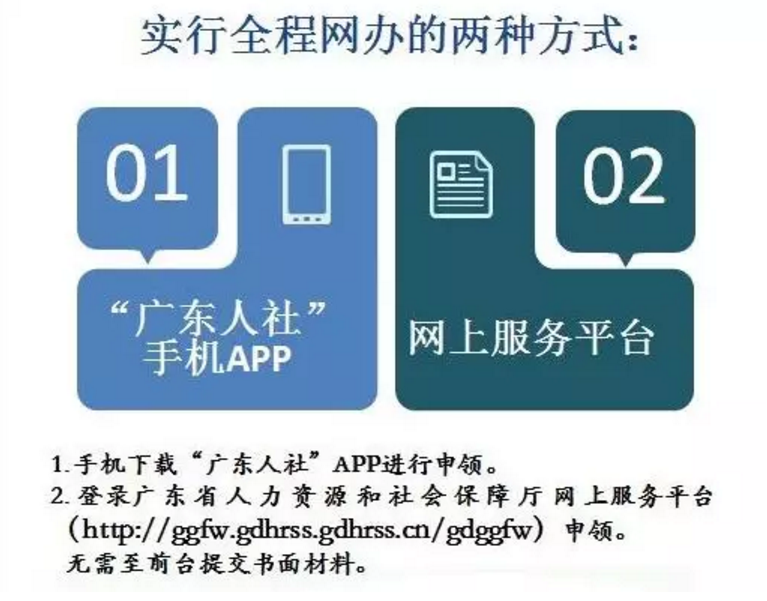 实行全程网办的两种方式：
01
“广东人社”
手机APP
02
网上服务平台
1.手机下载“广东人社”APP进行申领。
2.登录广东省人力资源和社会保障厅网上服务平台
（http://ggfw.gdhrss.gdhrss.cn/gdggfw）申领。
无需至前台提交书面材料。